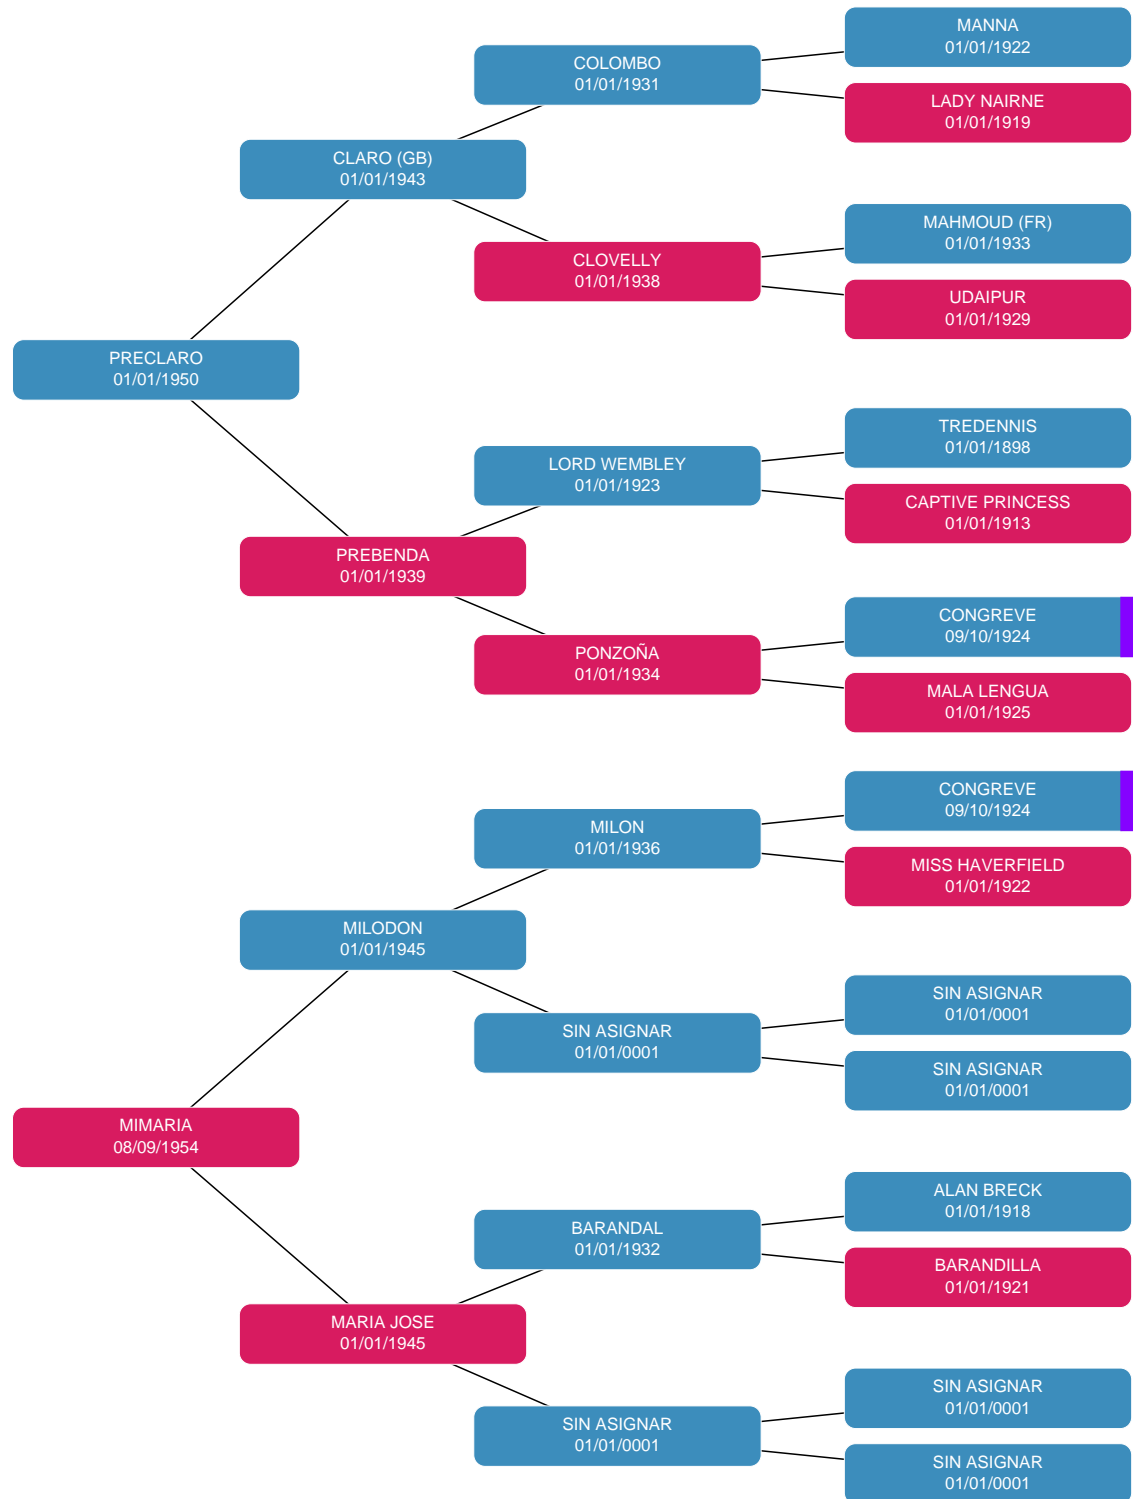 MANNA
01/01/1922
COLOMBO
01/01/1931
LADY NAIRNE
01/01/1919
CLARO (GB)
01/01/1943
MAHMOUD (FR)
01/01/1933
CLOVELLY
01/01/1938
UDAIPUR
01/01/1929
PRECLARO
01/01/1950
TREDENNIS
01/01/1898
LORD WEMBLEY
01/01/1923
CAPTIVE PRINCESS
01/01/1913
PREBENDA
01/01/1939
CONGREVE
09/10/1924
PONZOÑA
01/01/1934
MALA LENGUA
01/01/1925
CONGREVE
09/10/1924
MILON
01/01/1936
MISS HAVERFIELD
01/01/1922
MILODON
01/01/1945
SIN ASIGNAR
01/01/0001
SIN ASIGNAR
01/01/0001
SIN ASIGNAR
01/01/0001
MIMARIA
08/09/1954
ALAN BRECK
01/01/1918
BARANDAL
01/01/1932
BARANDILLA
01/01/1921
MARIA JOSE
01/01/1945
SIN ASIGNAR
01/01/0001
SIN ASIGNAR
01/01/0001
SIN ASIGNAR
01/01/0001